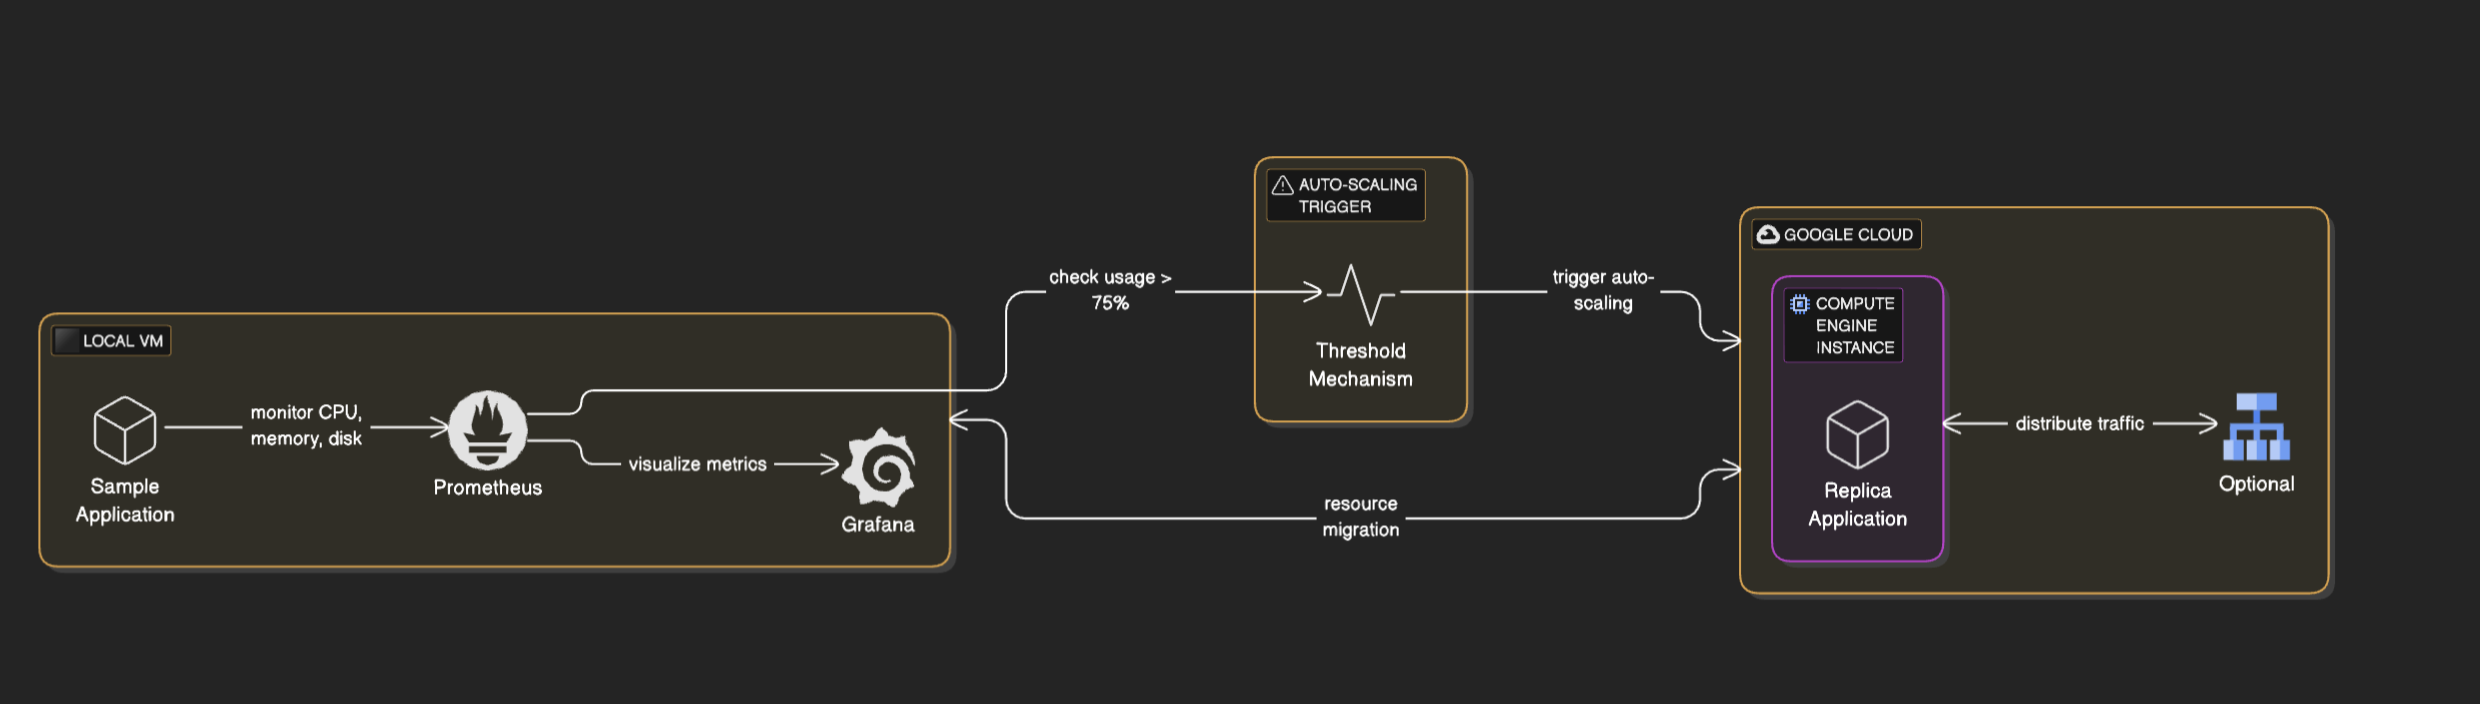 LOCAL VM
Sample
Application
monitor CPU,
memory, disk
Prometheus
visualize metrics
Grafana
check usage >
75%
AUTO-SCALING
TRIGGER
Threshold
Mechanism
trigger auto-
scaling
resource
migration
GOOGLE CLOUD
COMPUTE
ENGINE
INSTANCE
Replica
Application
distribute traffic
Optional